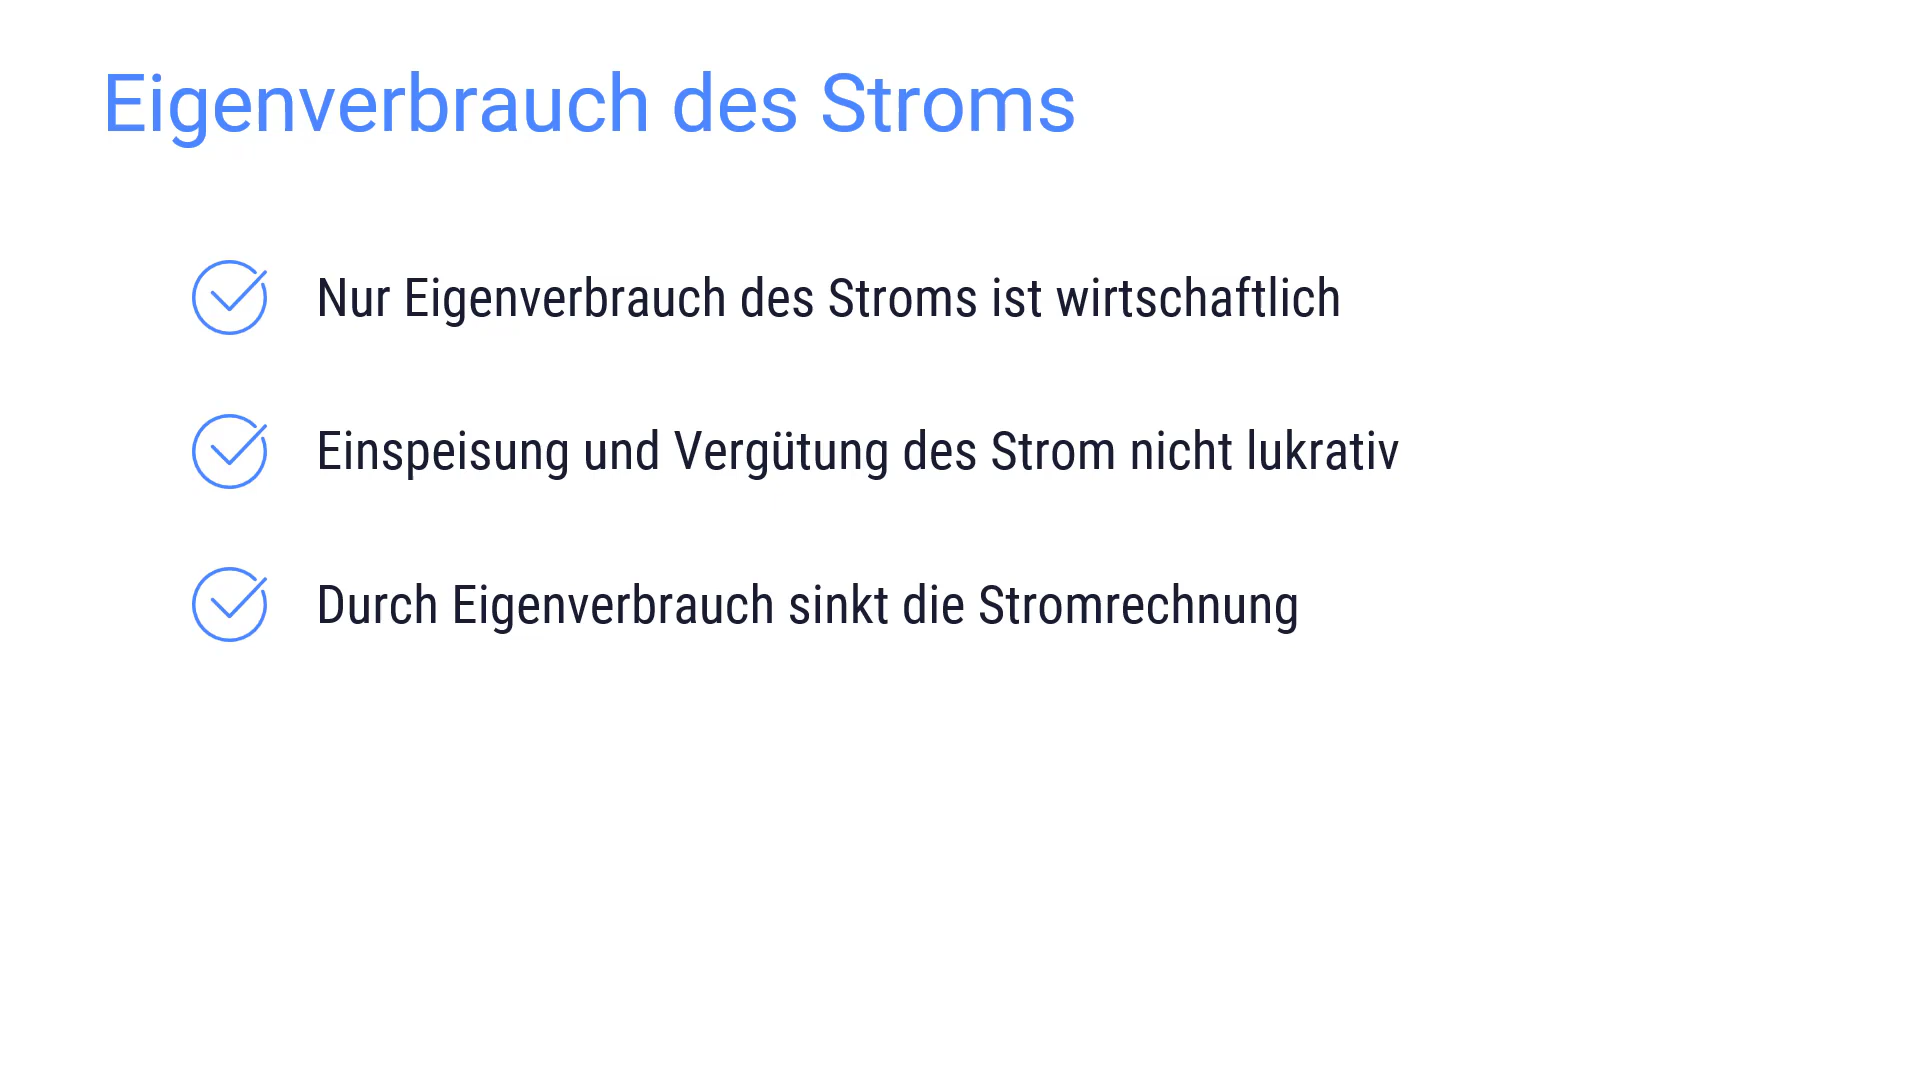 Eigenverbrauch des Stroms
Nur Eigenverbrauch des Stroms ist wirtschaftlich
Einspeisung und Vergütung des Strom nicht lukrativ
Durch Eigenverbrauch sinkt die Stromrechnung